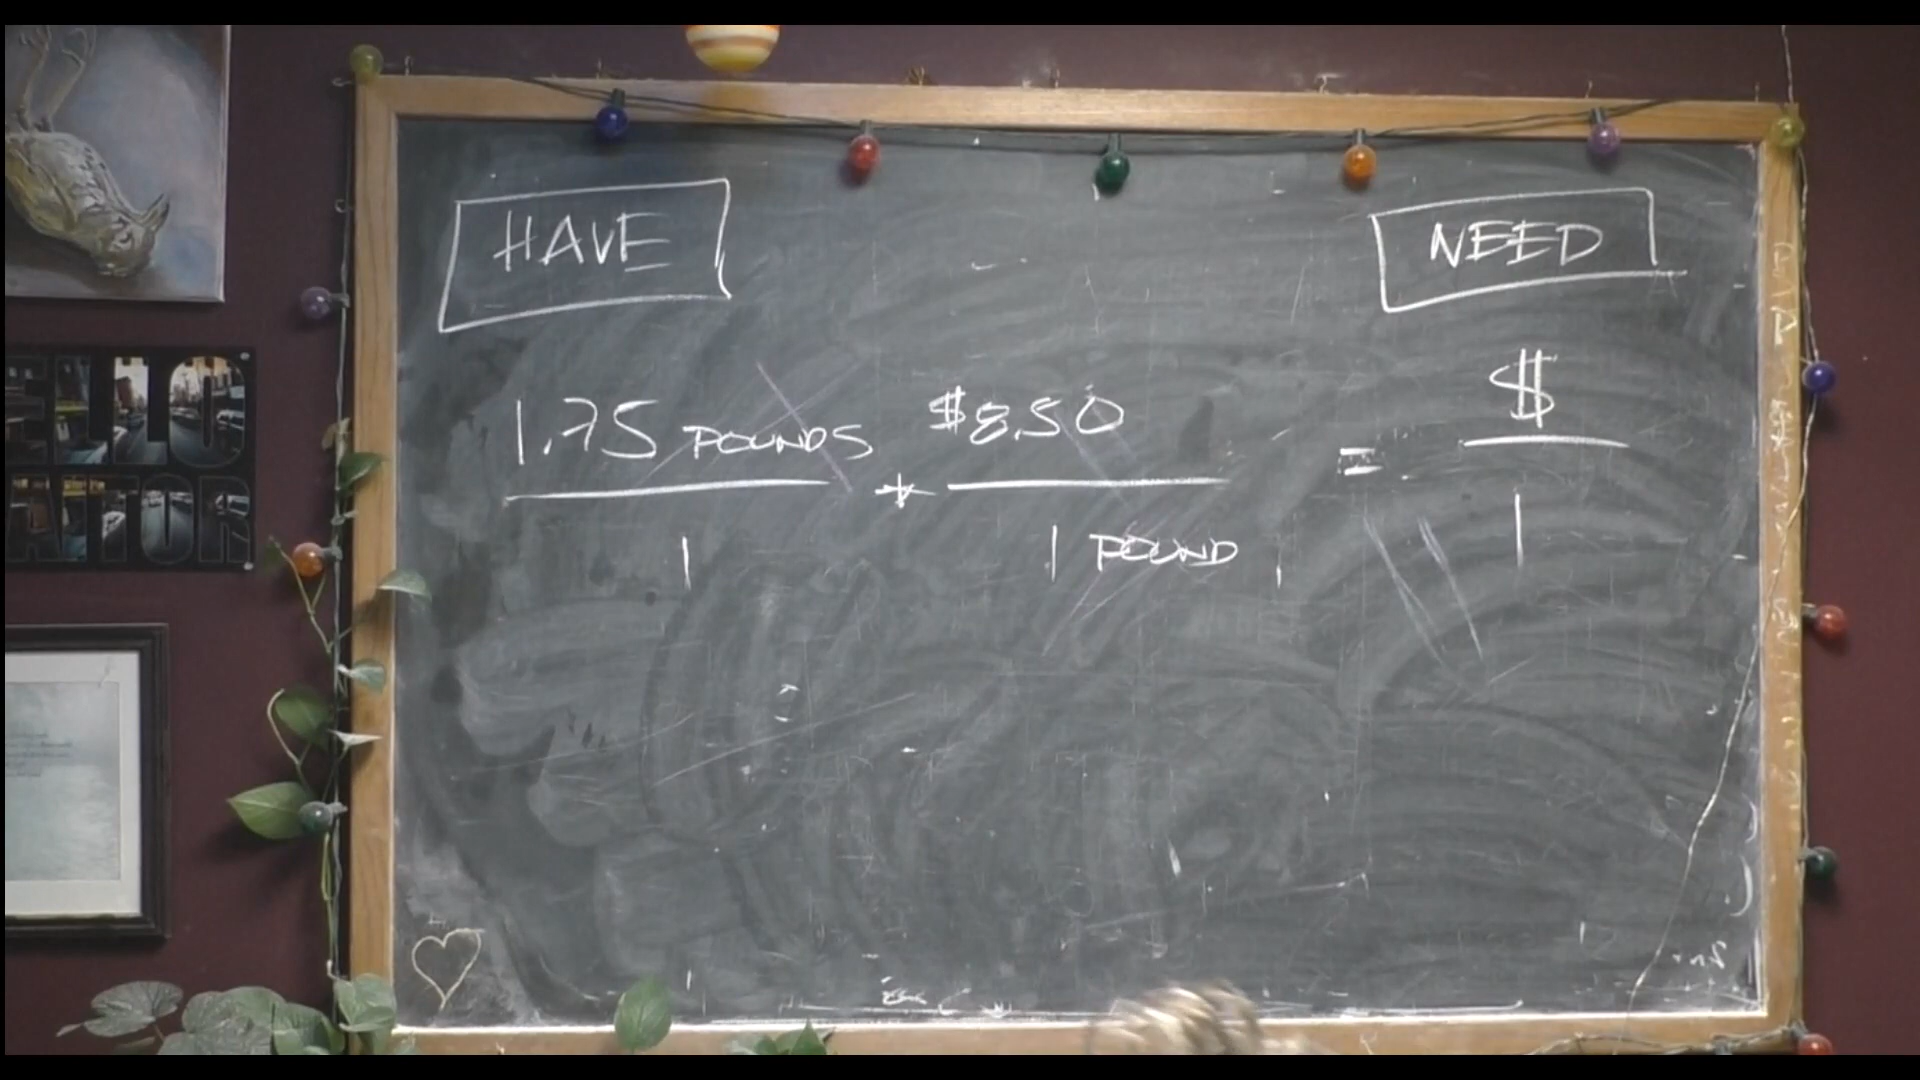 HAVE
NEED
1.75 POUNDS * $8.50 = $
1 1 POUND 1